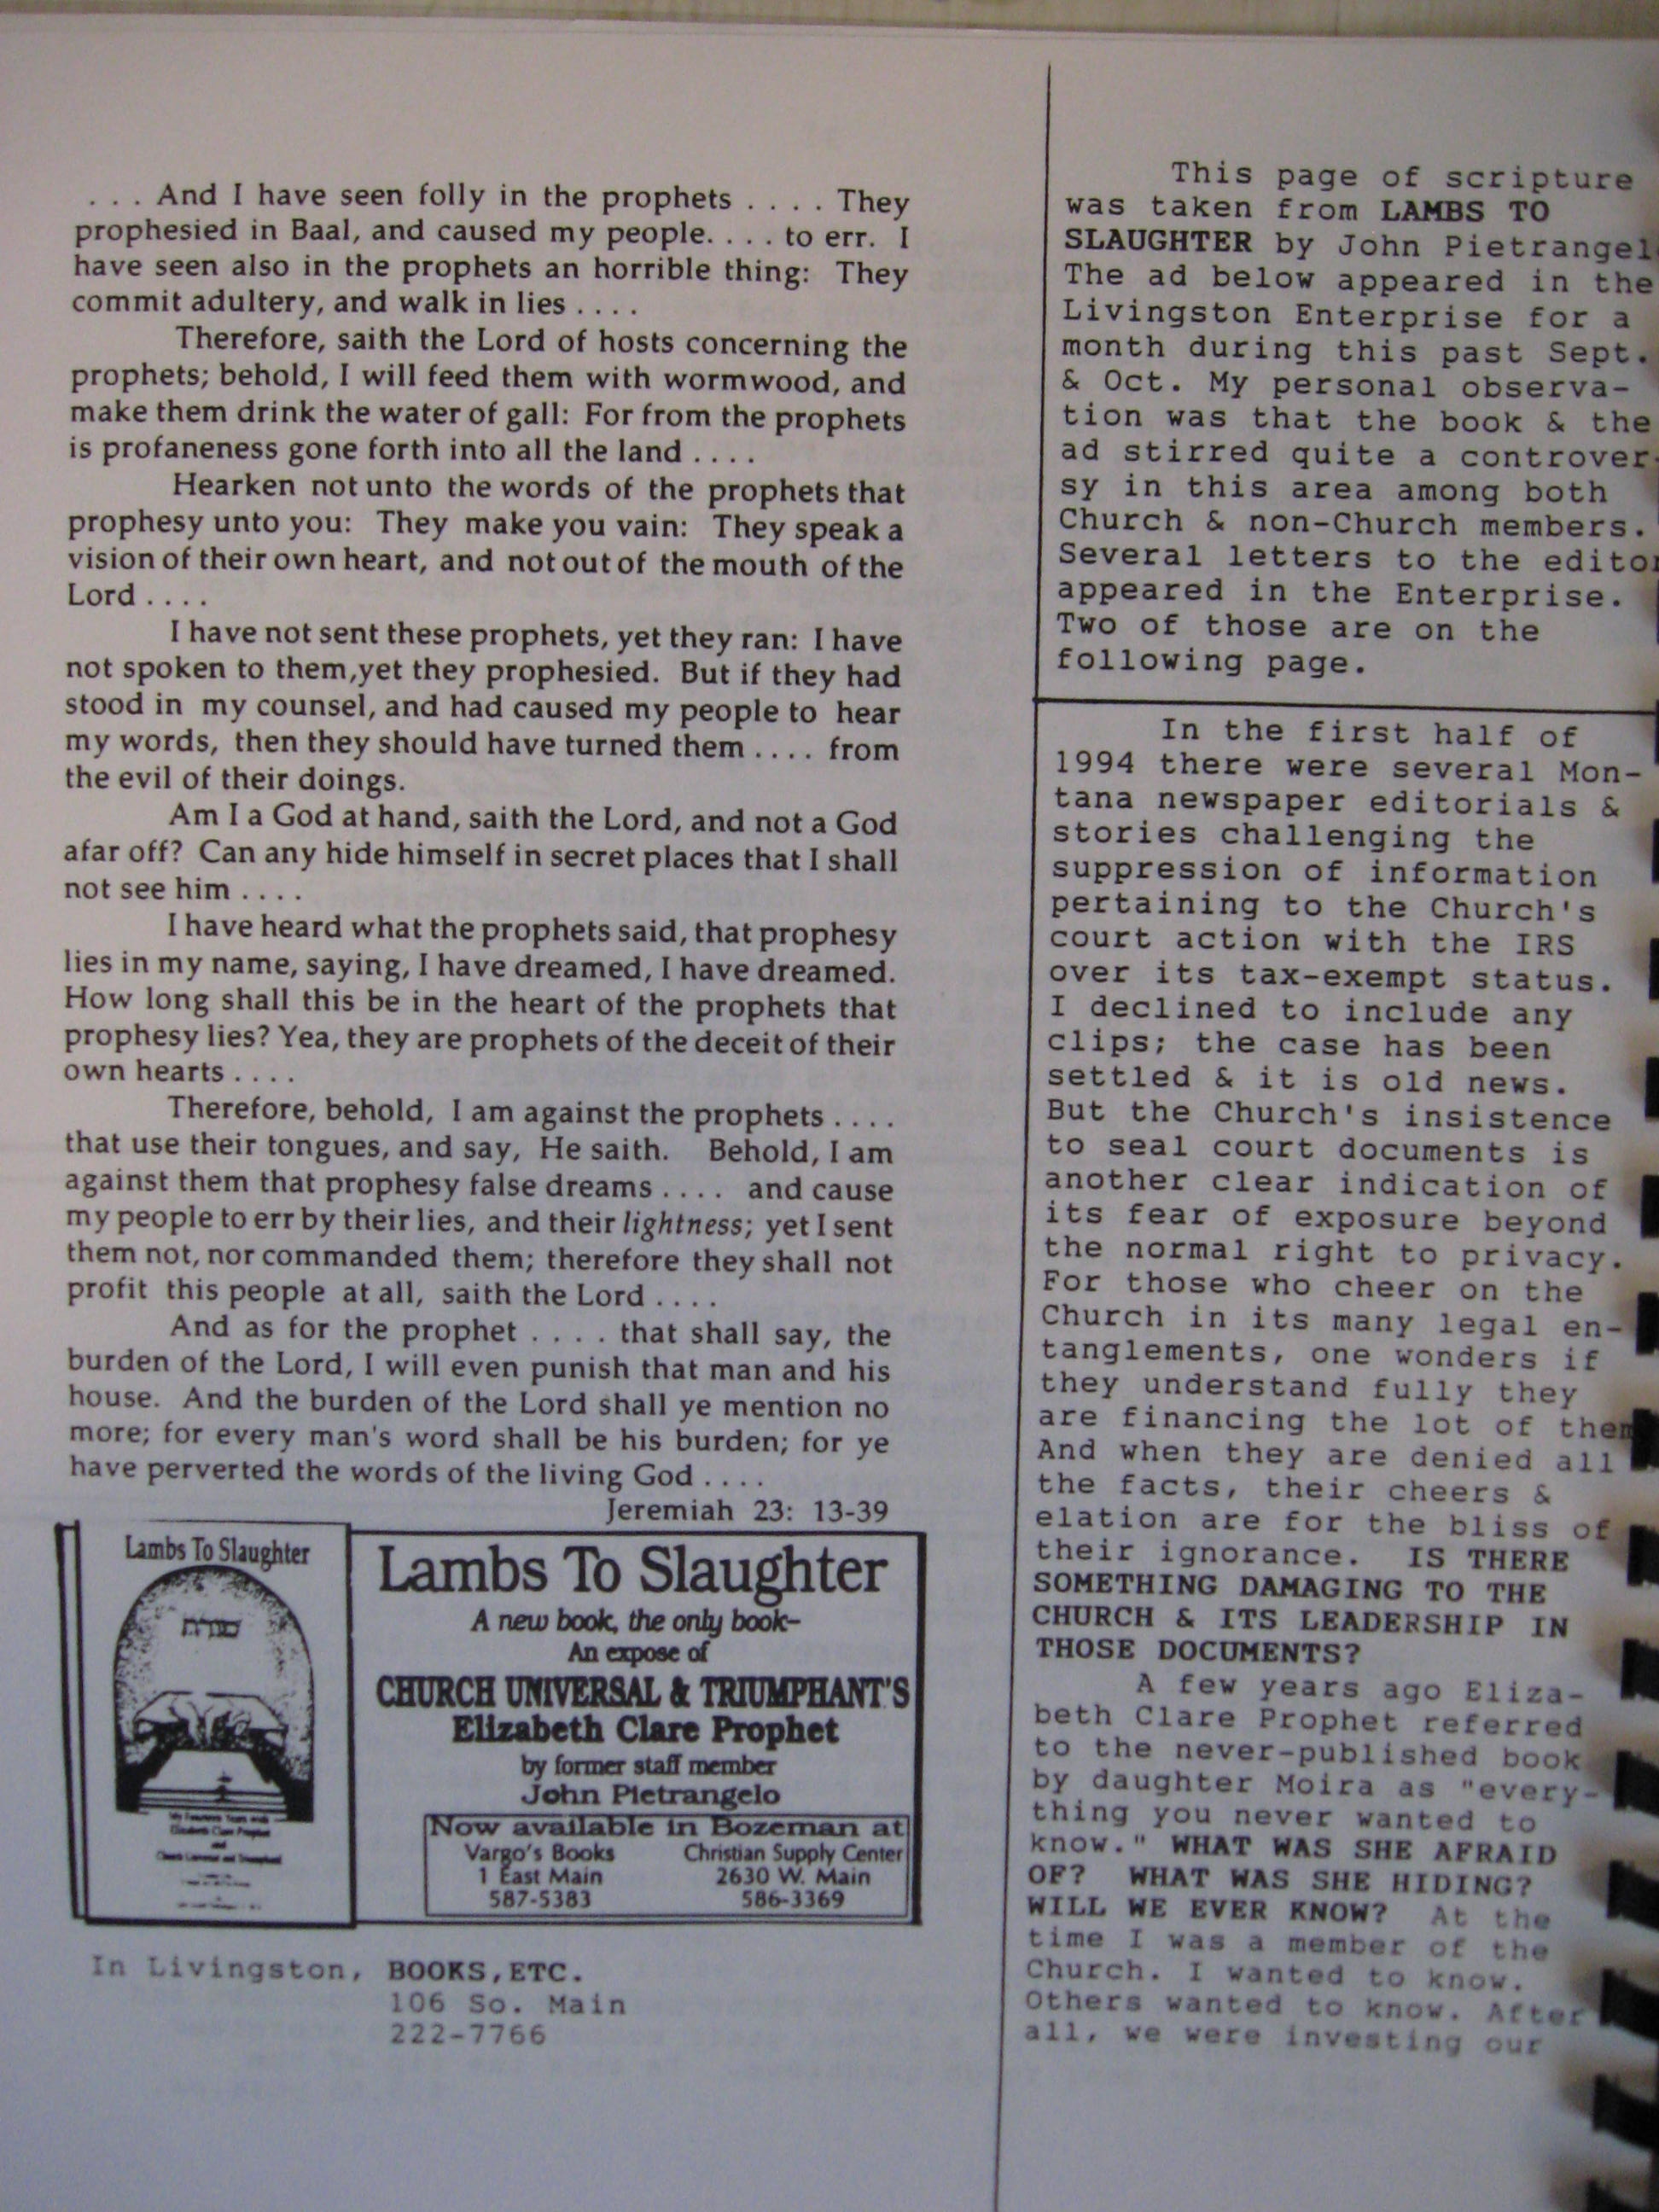 . . . And I have seen folly in the prophets . . . . They
prophesied in Baal, and caused my people. . . . to err. I
have seen also in the prophets an horrible thing: They
commit adultery, and walk in lies . . . .
Therefore, saith the Lord of hosts concerning the
prophets; behold, I will feed them with wormwood, and
make them drink the water of gall: For from the prophets
is profaneness gone forth into all the land . . . .
Hearken not unto the words of the prophets that
prophesy unto you: They make you vain: They speak a
vision of their own heart, and not out of the mouth of the
Lord . . . .
I have not sent these prophets, yet they ran: I have
not spoken to them,yet they prophesied. But if they had
stood in my counsel, and had caused my people to hear
my words, then they should have turned them . . . . from
the evil of their doings.
Am I a God at hand, saith the Lord, and not a God
afar off? Can any hide himself in secret places that I shall
not see him . . . .
I have heard what the prophets said, that prophesy
lies in my name, saying, I have dreamed, I have dreamed.
How long shall this be in the heart of the prophets that
prophesy lies? Yea, they are prophets of the deceit of their
own hearts . . . .
Therefore, behold, I am against the prophets . . . .
that use their tongues, and say, He saith. Behold, I am
against them that prophesy false dreams . . . . and cause
my people to err by their lies, and their lightness; yet I sent
them not, nor commanded them; therefore they shall not
profit this people at all, saith the Lord . . . .
And as for the prophet . . . . that shall say, the
burden of the Lord, I will even punish that man and his
house. And the burden of the Lord shall ye mention no
more; for every man's word shall be his burden; for ye
have perverted the words of the living God . . . .
Jeremiah 23: 13-39
Lambs To Slaughter
Lambs To Slaughter
A new book, the only book–
An expose of
CHURCH UNIVERSAL & TRIUMPHANT'S
Elizabeth Clare Prophet
by former staff member
John Pietrangelo
Now available in Bozeman at
Vargo's Books
1 East Main
587-5383
Christian Supply Center
2630 W. Main
586-3369
In Livingston, BOOKS,ETC.
106 So. Main
222-7766
This page of scripture
was taken from LAMBS TO
SLAUGHTER by John Pietrangel
The ad below appeared in the
Livingston Enterprise for a
month during this past Sept.
& Oct. My personal observa-
tion was that the book & the
ad stirred quite a controver-
sy in this area among both
Church & non-Church members.
Several letters to the editor
appeared in the Enterprise.
Two of those are on the
following page.
In the first half of
1994 there were several Mon-
tana newspaper editorials &
stories challenging the
suppression of information
pertaining to the Church's
court action with the IRS
over its tax-exempt status.
I declined to include any
clips; the case has been
settled & it is old news.
But the Church's insistence
to seal court documents is
another clear indication of
its fear of exposure beyond
the normal right to privacy.
For those who cheer on the
Church in its many legal en-
tanglements, one wonders if
they understand fully they
are financing the lot of them
And when they are denied all
the facts, their cheers &
elation are for the bliss of
their ignorance. IS THERE
SOMETHING DAMAGING TO THE
CHURCH & ITS LEADERSHIP IN
THOSE DOCUMENTS?
A few years ago Eliza-
beth Clare Prophet referred
to the never-published book
by daughter Moira as "every-
thing you never wanted to
know." WHAT WAS SHE AFRAID
OF? WHAT WAS SHE HIDING?
WILL WE EVER KNOW? At the
time I was a member of the
Church. I wanted to know.
Others wanted to know. After
all, we were investing our